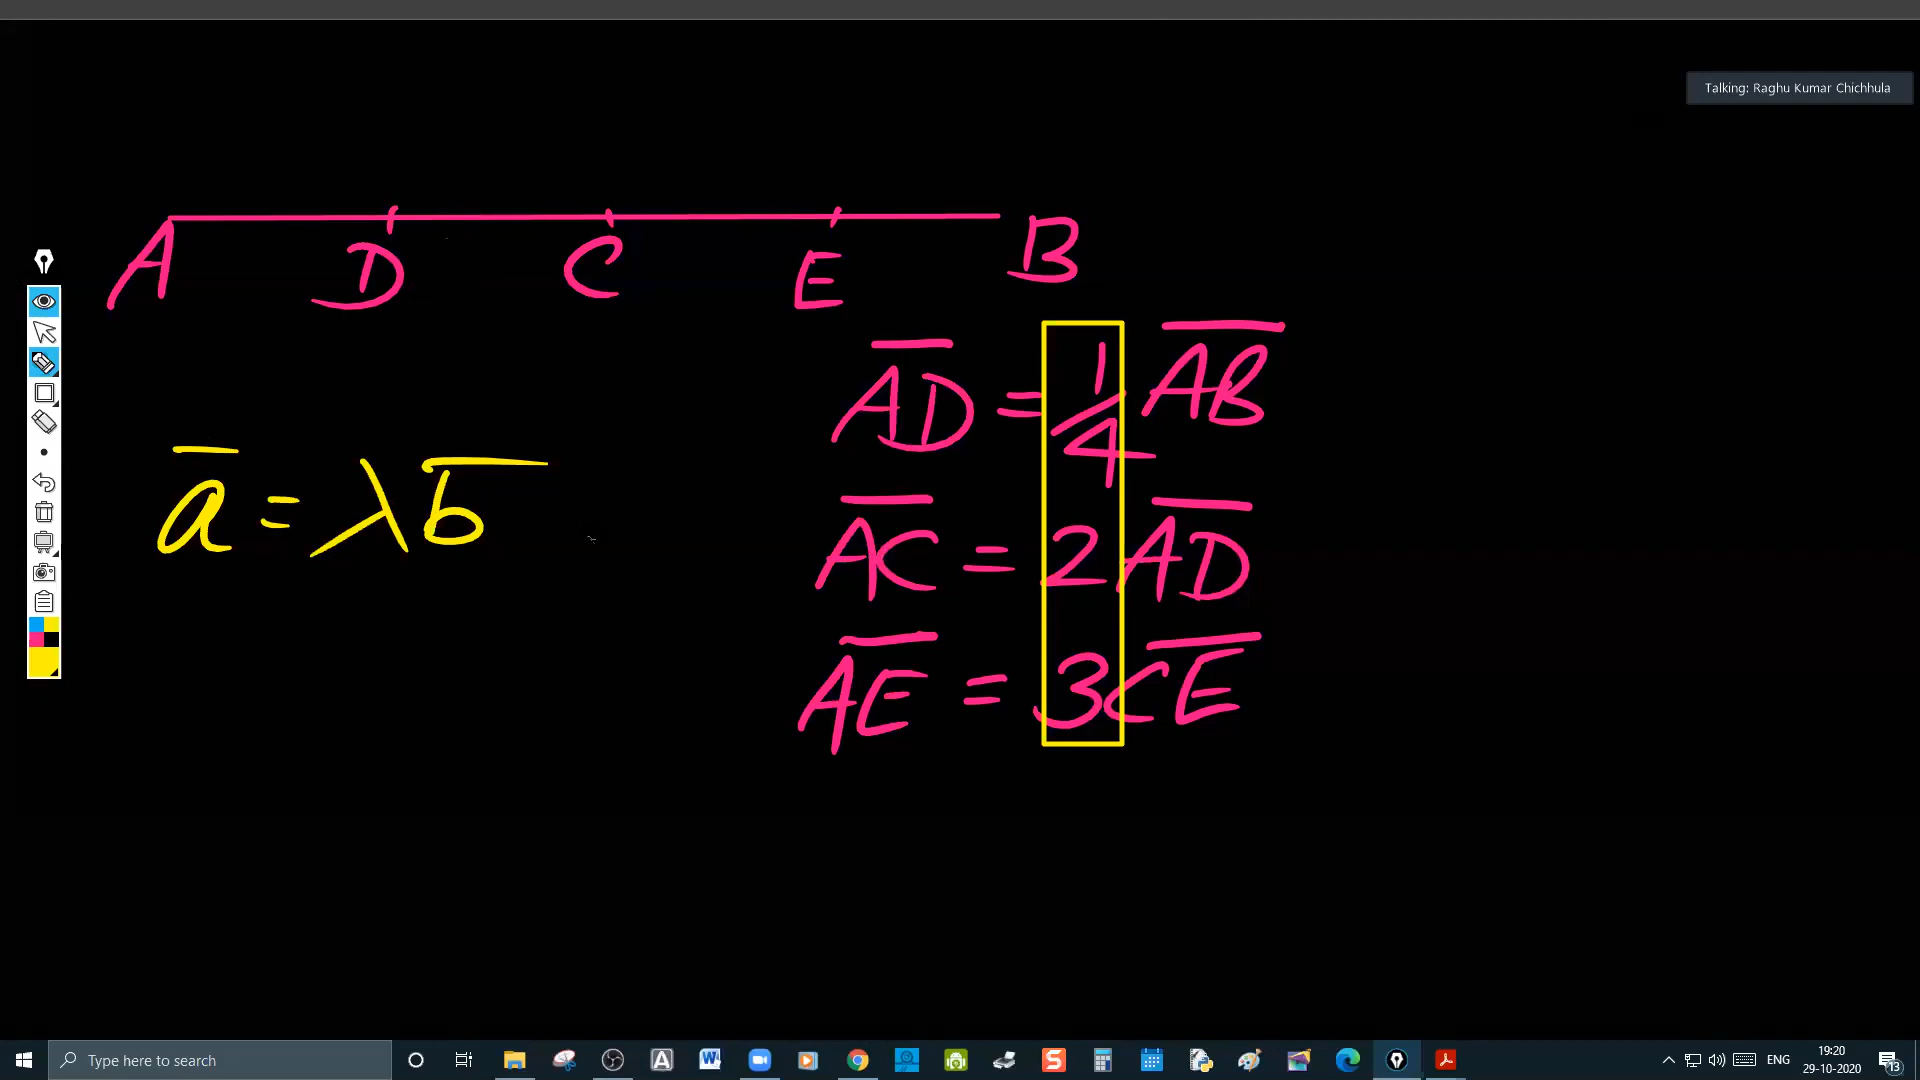 Talking: Raghu Kumar Chichhula
A D C E B
AD = 1/4 AB
a = λ b
AC = 2 AD
AE = 3 CE
Type here to search
ENG
19:20
29-10-2020
13